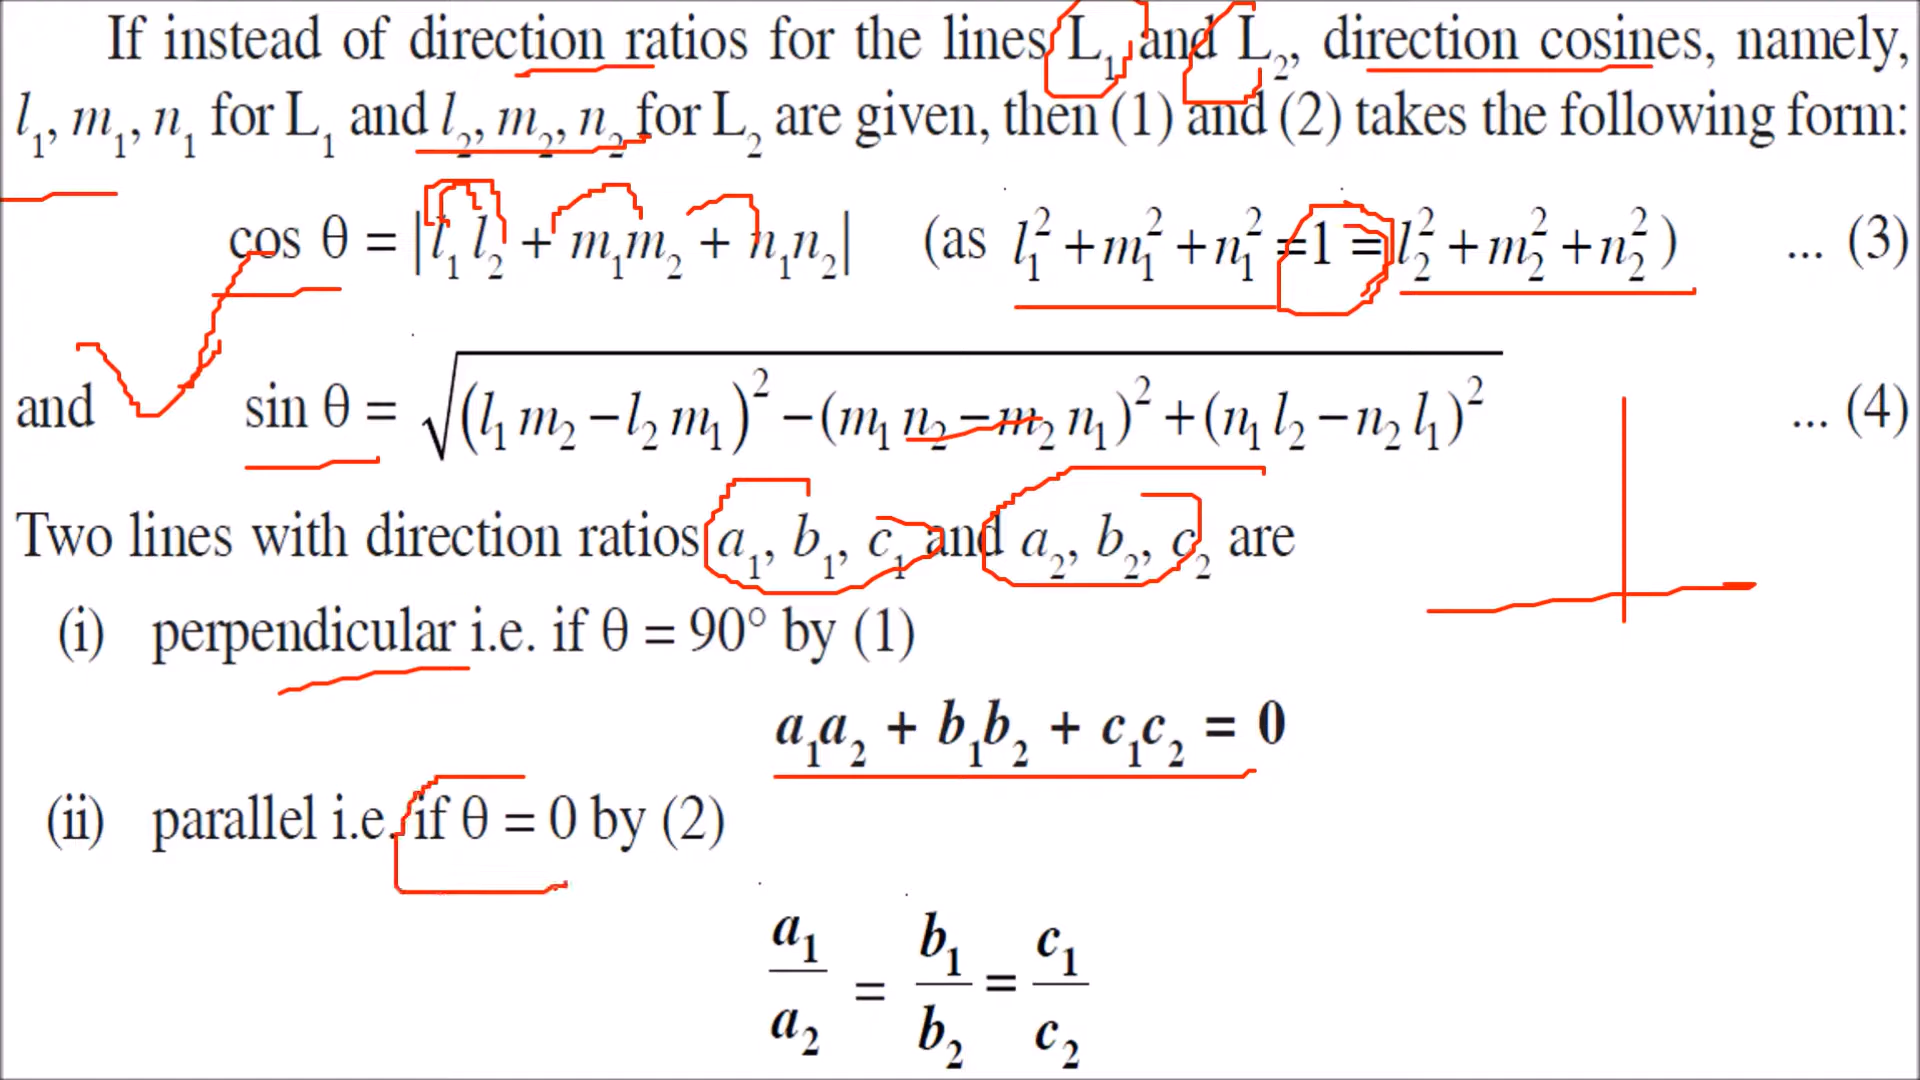 If instead of direction ratios for the lines L₁ and L₂, direction cosines, namely,
l₁, m₁, n₁ for L₁ and l₂, m₂, n₂ for L₂ are given, then (1) and (2) takes the following form:
cos θ = |l₁ l₂ + m₁m₂ + n₁n₂| (as l₁² + m₁² + n₁² = 1 = l₂² + m₂² + n₂²) ... (3)
and sin θ = √((l₁ m₂ − l₂ m₁)² − (m₁ n₂ − m₂ n₁)² + (n₁ l₂ − n₂ l₁)²) ... (4)
Two lines with direction ratios a₁, b₁, c₁ and a₂, b₂, c₂ are
(i) perpendicular i.e. if θ = 90° by (1)
a₁a₂ + b₁b₂ + c₁c₂ = 0
(ii) parallel i.e. if θ = 0 by (2)
a₁/a₂ = b₁/b₂ = c₁/c₂